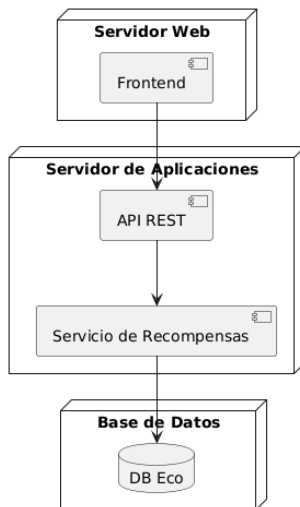 Servidor Web
Frontend
Servidor de Aplicaciones
API REST
Servicio de Recompensas
Base de Datos
DB Eco